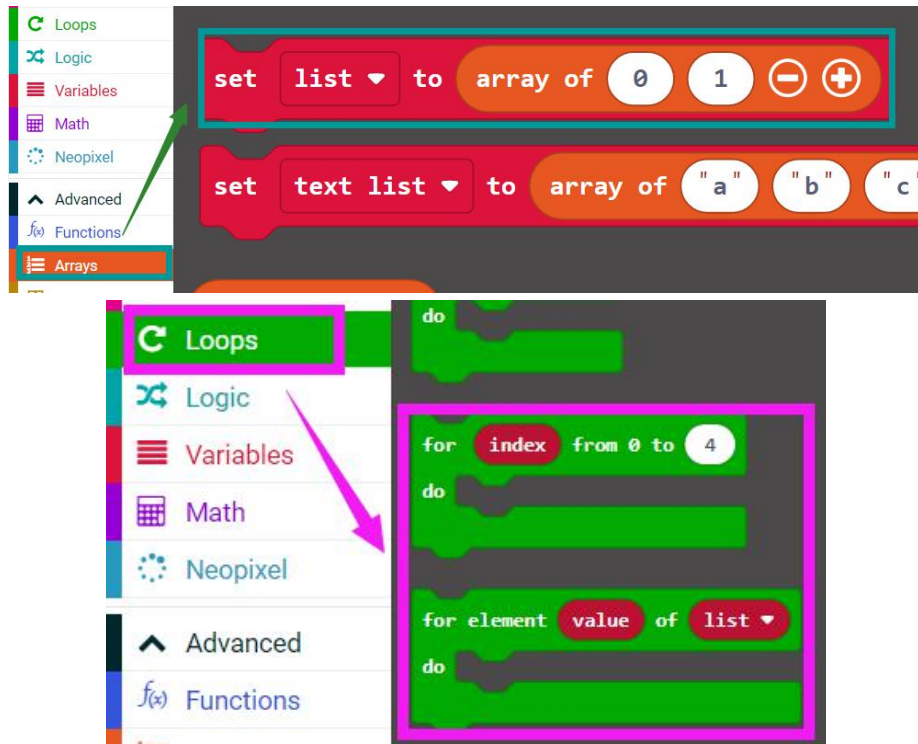 Loops
Logic
Variables
Math
Neopixel
Advanced
f(x) Functions
Arrays
set list to array of 0 1
set text list to array of "a" "b" "c"
Loops
Logic
Variables
Math
Neopixel
Advanced
f(x) Functions
do
for index from 0 to 4
do
for element value of list
do